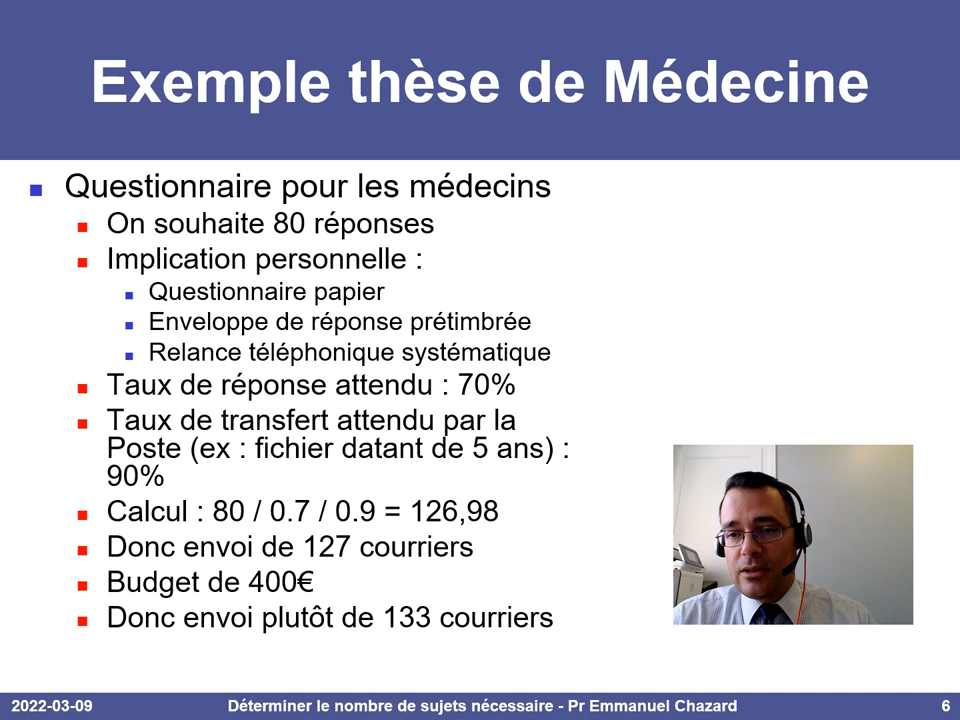 Exemple thèse de Médecine
Questionnaire pour les médecins
On souhaite 80 réponses
Implication personnelle :
Questionnaire papier
Enveloppe de réponse prétimbrée
Relance téléphonique systématique
Taux de réponse attendu : 70%
Taux de transfert attendu par la
Poste (ex : fichier datant de 5 ans) :
90%
Calcul : 80 / 0.7 / 0.9 = 126,98
Donc envoi de 127 courriers
Budget de 400€
Donc envoi plutôt de 133 courriers
2022-03-09 Déterminer le nombre de sujets nécessaire - Pr Emmanuel Chazard 6